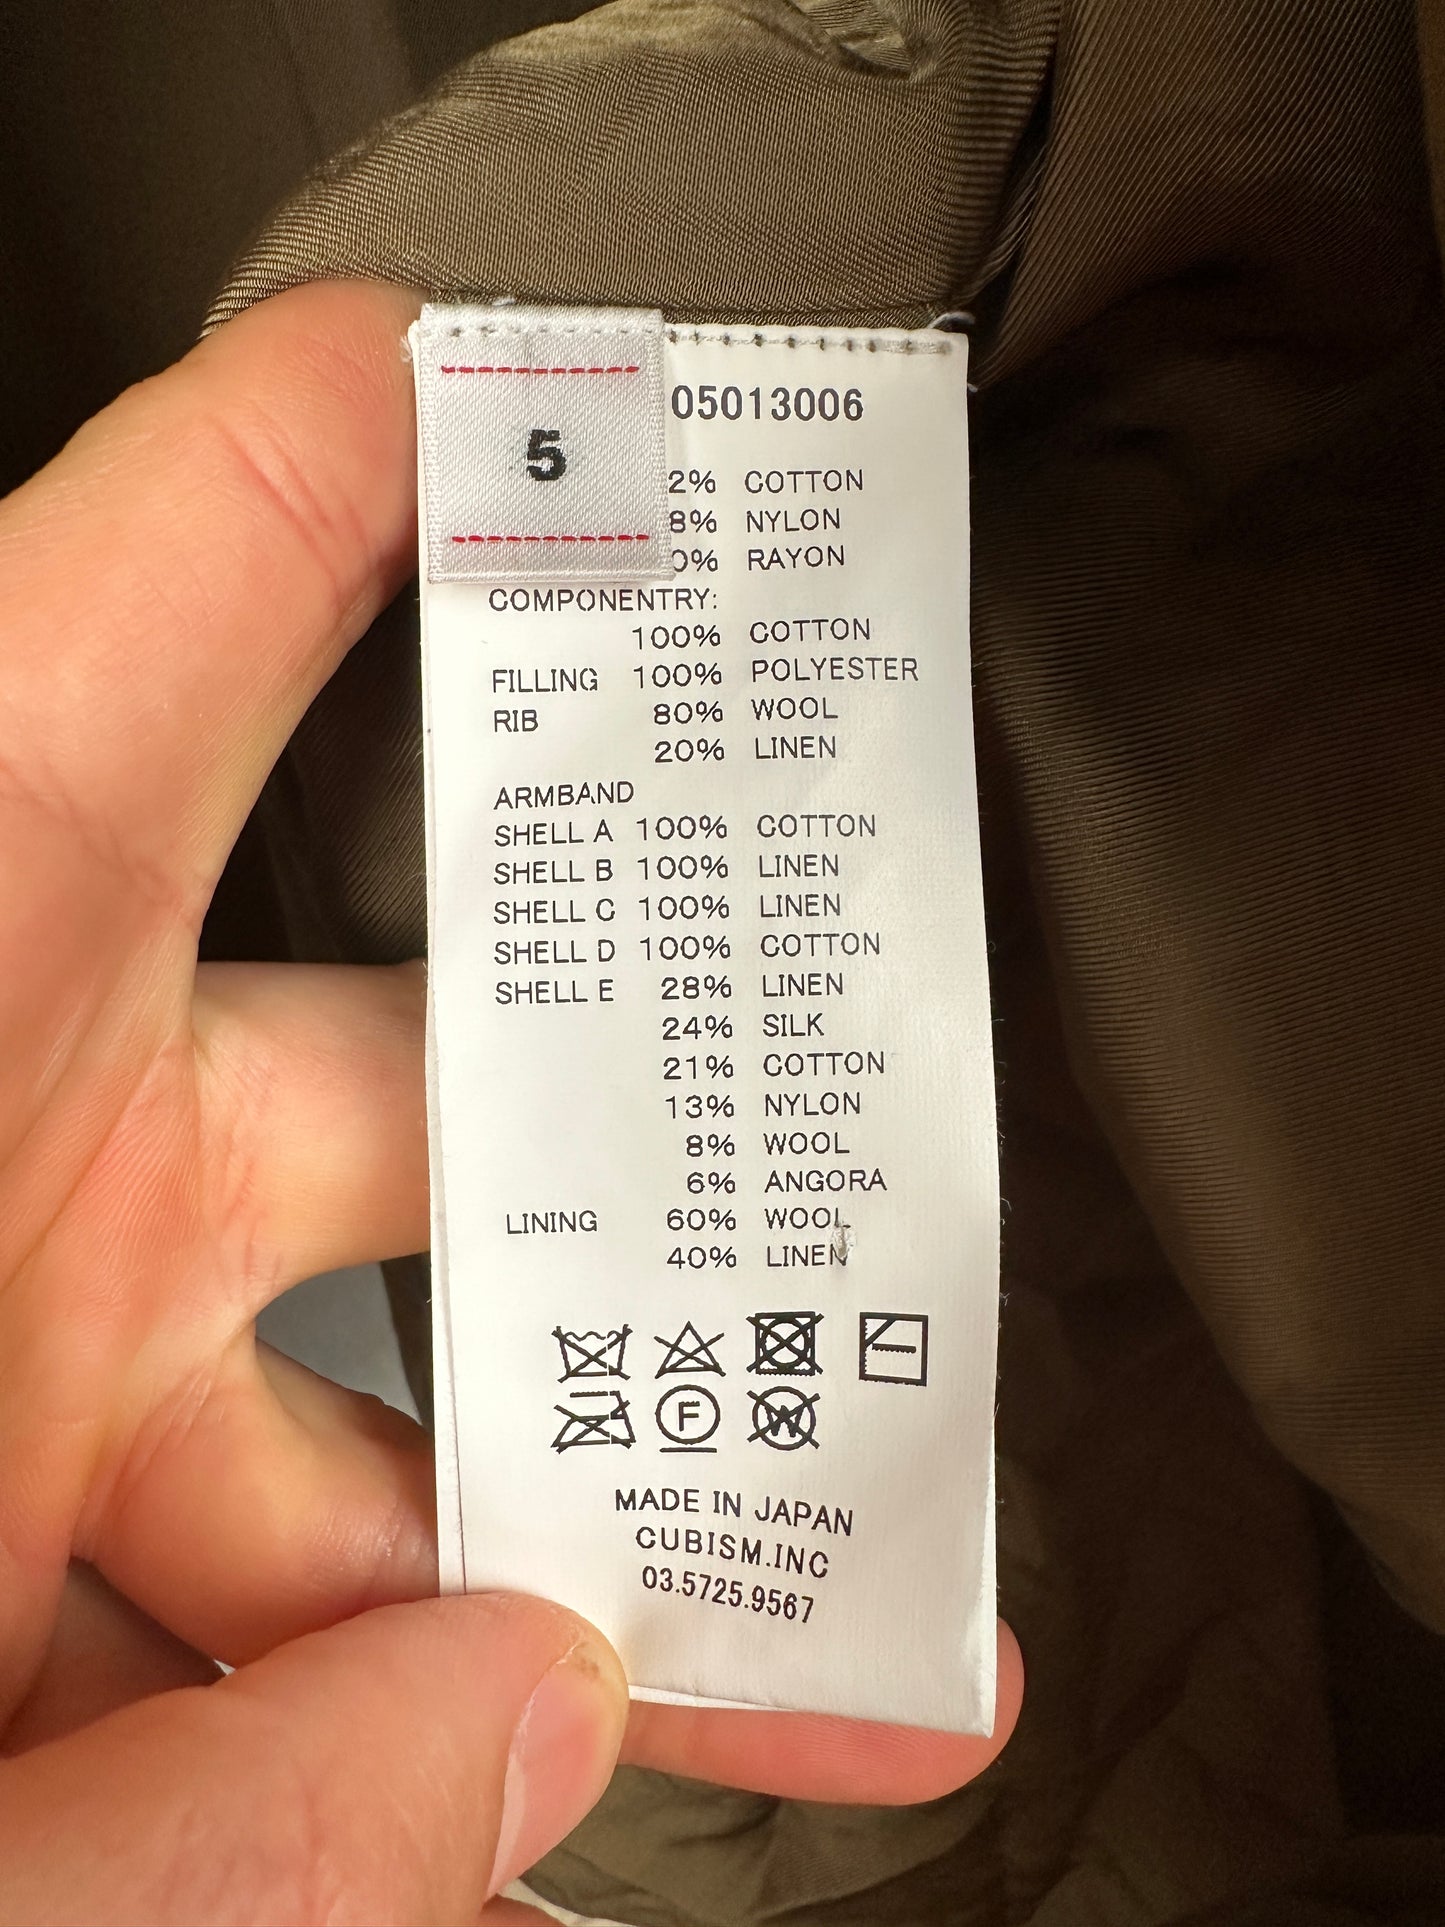 5
05013006
2% COTTON
8% NYLON
0% RAYON
COMPONENTRY:
100% COTTON
FILLING 100% POLYESTER
RIB 80% WOOL
20% LINEN
ARMBAND
SHELL A 100% COTTON
SHELL B 100% LINEN
SHELL C 100% LINEN
SHELL D 100% COTTON
SHELL E 28% LINEN
24% SILK
21% COTTON
13% NYLON
8% WOOL
6% ANGORA
LINING 60% WOOL
40% LINEN
F W
MADE IN JAPAN
CUBISM.INC
03.5725.9567